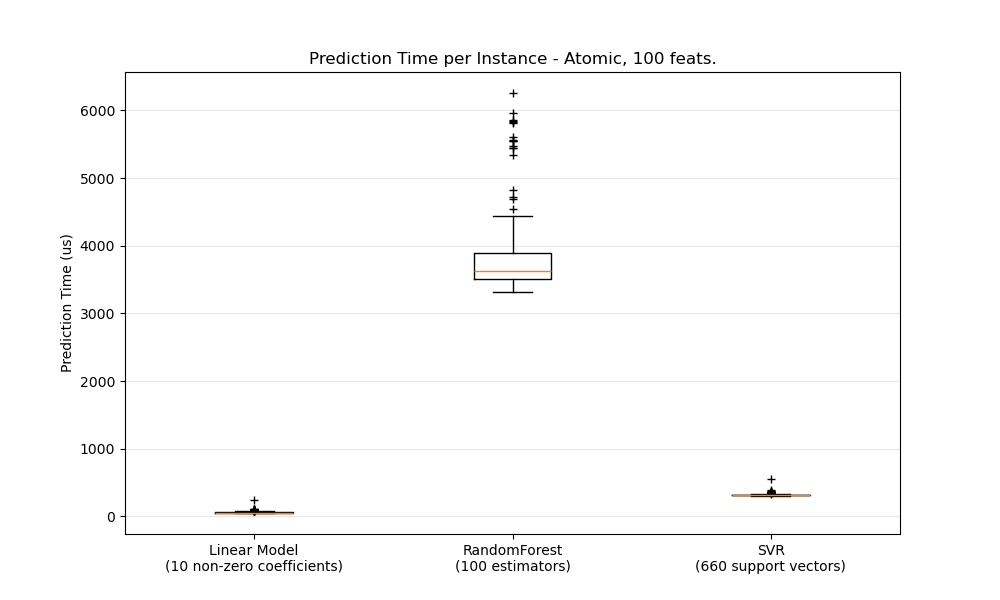 Prediction Time per Instance - Atomic, 100 feats.
Prediction Time (us)
6000
5000
4000
3000
2000
1000
0
Linear Model
(10 non-zero coefficients)
RandomForest
(100 estimators)
SVR
(660 support vectors)